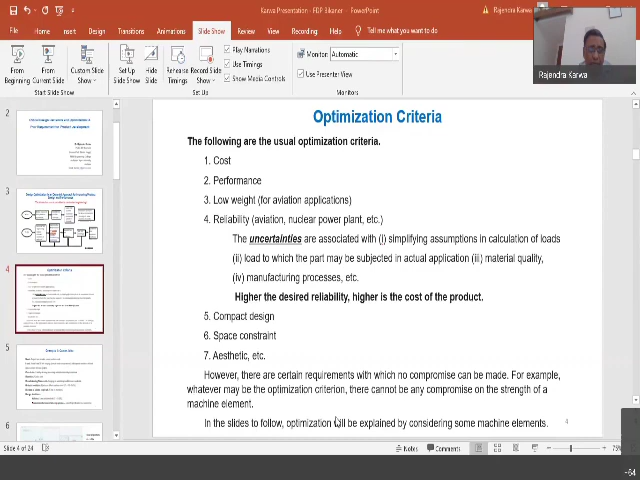 Karwa Presentation - FDP Bikaner - PowerPoint
Rajendra Karwa
File Home Insert Design Transitions Animations Slide Show Review View Recording Help Tell me what you want to do
From Beginning
From Current Slide
Custom Slide Show
Set Up Slide Show
Hide Slide
Rehearse Timings
Record Slide Show
Play Narrations
Use Timings
Show Media Controls
Monitor: Automatic
Use Presenter View
Start Slide Show
Set Up
Monitors
Rajendra Karwa
2
3
4
5
6
Optimization Criteria
The following are the usual optimization criteria.
1. Cost
2. Performance
3. Low weight (for aviation applications)
4. Reliability (aviation, nuclear power plant, etc.)
The uncertainties are associated with (i) simplifying assumptions in calculation of loads
(ii) load to which the part may be subjected in actual application (iii) material quality,
(iv) manufacturing processes, etc.
Higher the desired reliability, higher is the cost of the product.
5. Compact design
6. Space constraint
7. Aesthetic, etc.
However, there are certain requirements with which no compromise can be made. For example,
whatever may be the optimization criterion, there cannot be any compromise on the strength of a
machine element.
In the slides to follow, optimization will be explained by considering some machine elements.
4
Slide 4 of 24
Notes
Comments
75%
-64